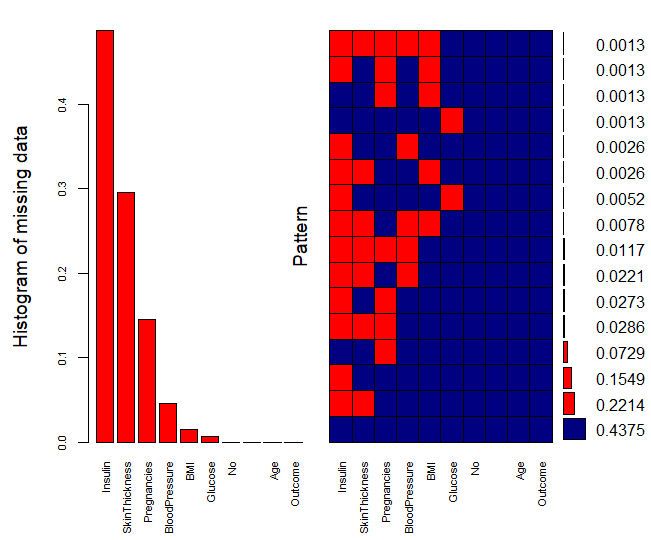 Histogram of missing data
0.0
0.1
0.2
0.3
0.4
Insulin
SkinThickness
Pregnancies
BloodPressure
BMI
Glucose
No
Age
Outcome
Pattern
Insulin
SkinThickness
Pregnancies
BloodPressure
BMI
Glucose
No
Age
Outcome
0.0013
0.0013
0.0013
0.0013
0.0026
0.0026
0.0052
0.0078
0.0117
0.0221
0.0273
0.0286
0.0729
0.1549
0.2214
0.4375